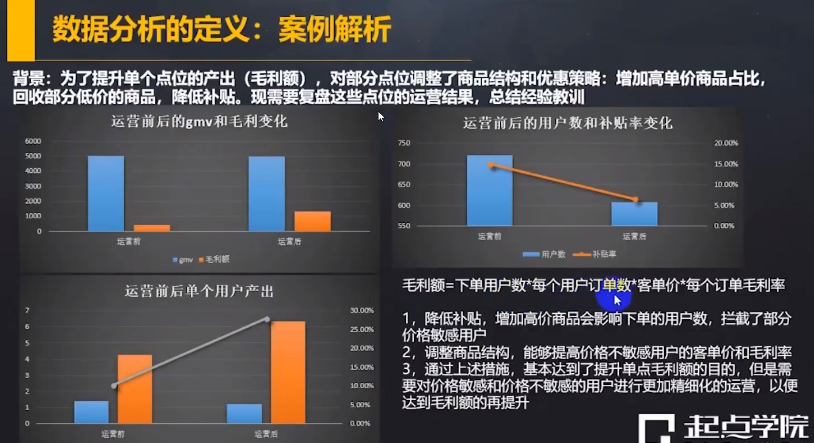 数据分析的定义：案例解析
背景：为了提升单个点位的产出（毛利额），对部分点位调整了商品结构和优惠策略：增加高单价商品占比，
回收部分低价的商品，降低补贴。现需要复盘这些点位的运营结果，总结经验教训
运营前后的gmv和毛利变化
6000
5000
4000
3000
2000
1000
0
运营前
运营后
gmv 毛利额
运营前后的用户数和补贴率变化
750
700
650
600
550
20.00%
15.00%
10.00%
5.00%
0.00%
运营前
运营后
用户数 补贴率
运营前后单个用户产出
7
6
5
4
3
2
1
0
30.00%
25.00%
20.00%
15.00%
10.00%
5.00%
0.00%
运营前
运营后
毛利额=下单用户数*每个用户订单数*客单价*每个订单毛利率
1，降低补贴，增加高价商品会影响下单的用户数，拦截了部分
价格敏感用户
2，调整商品结构，能够提高价格不敏感用户的客单价和毛利率
3，通过上述措施，基本达到了提升单点毛利额的目的，但是需
要对价格敏感和价格不敏感的用户进行更加精细化的运营，以便
达到毛利额的再提升
起点学院